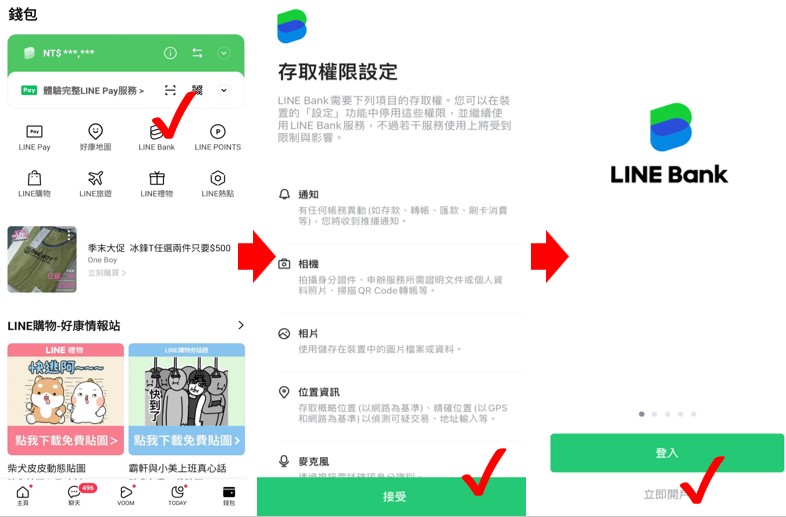 錢包
NT$ ***,***
Pay 體驗完整LINE Pay服務 >
Pay
P
LINE Pay
好康地圖
LINE Bank
LINE POINTS
LINE購物
LINE旅遊
LINE禮物
LINE熱點
季末大促 冰鋒T任選兩件只要$500
One Boy
立刻購買 >
LINE購物-好康情報站
LINE 禮物
快逃阿~~~
點我下載免費貼圖>
柴犬皮皮動態貼圖
LINE購物好話題
快到了
點我下載免費貼圖>
霸軒與小美上班真心話
主頁
聊天
496
VOOM
TODAY
錢包
存取權限設定
LINE Bank需要下列項目的存取權。您可以在裝
置的「設定」功能中停用這些權限，並繼續使
用LINE Bank服務，不過若干服務使用上將受到
限制與影響。
通知
有任何帳務異動(如存款、轉帳、匯款、刷卡消費
等)，您將收到推播通知。
相機
拍攝身分證件、申辦服務所需證明文件或個人資
料照片、掃描QR Code轉帳等。
相片
使用儲存在裝置中的圖片檔案或資料。
位置資訊
存取概略位置(以網路為基準)、精確位置(以GPS
和網路為基準)以偵測可疑交易、地址輸入等。
麥克風
接受
LINE Bank
登入
立即開